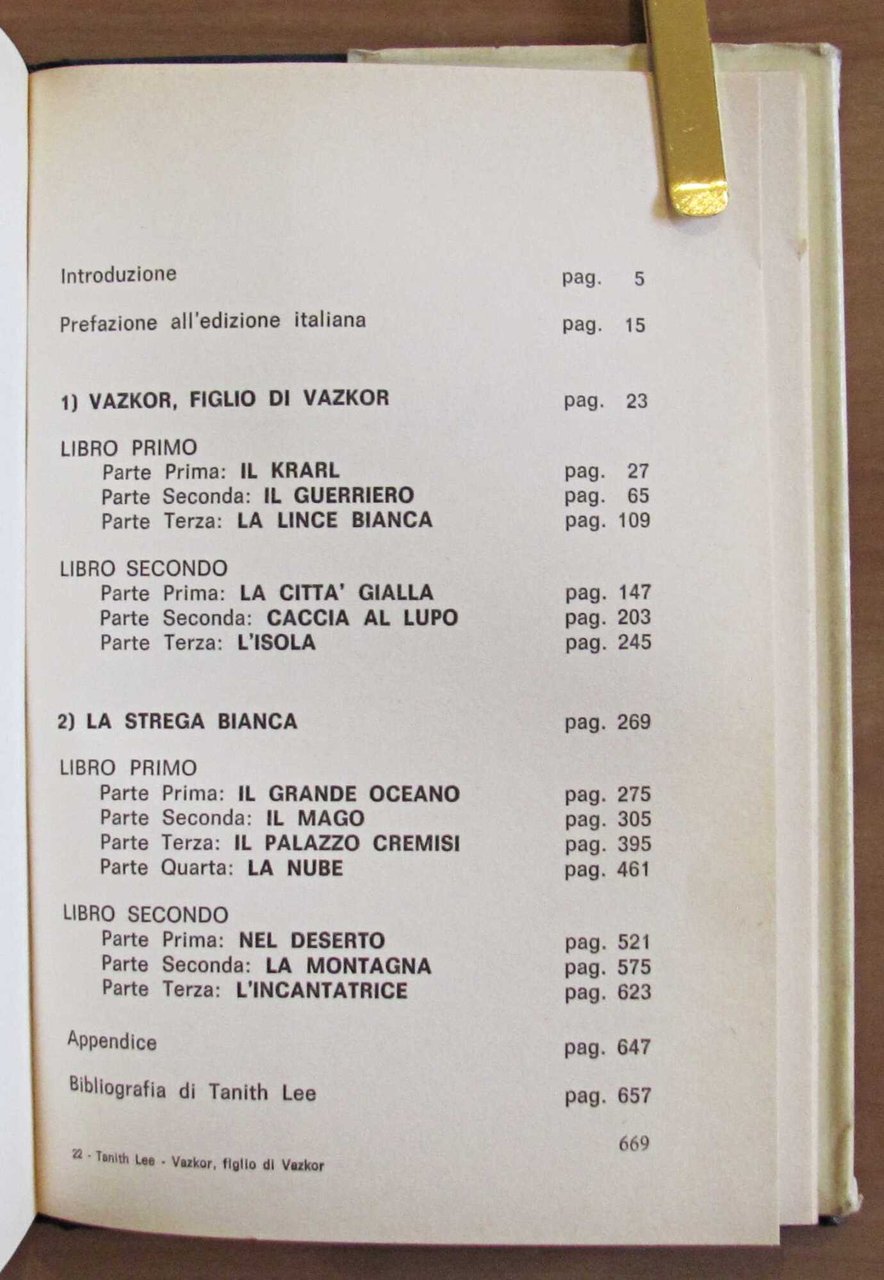 Introduzione pag. 5
Prefazione all'edizione italiana pag. 15
1) VAZKOR, FIGLIO DI VAZKOR pag. 23
LIBRO PRIMO
Parte Prima: IL KRARL pag. 27
Parte Seconda: IL GUERRIERO pag. 65
Parte Terza: LA LINCE BIANCA pag. 109
LIBRO SECONDO
Parte Prima: LA CITTA' GIALLA pag. 147
Parte Seconda: CACCIA AL LUPO pag. 203
Parte Terza: L'ISOLA pag. 245
2) LA STREGA BIANCA pag. 269
LIBRO PRIMO
Parte Prima: IL GRANDE OCEANO pag. 275
Parte Seconda: IL MAGO pag. 305
Parte Terza: IL PALAZZO CREMISI pag. 395
Parte Quarta: LA NUBE pag. 461
LIBRO SECONDO
Parte Prima: NEL DESERTO pag. 521
Parte Seconda: LA MONTAGNA pag. 575
Parte Terza: L'INCANTATRICE pag. 623
Appendice pag. 647
Bibliografia di Tanith Lee pag. 657
669
22 - Tanith Lee - Vazkor, figlio di Vazkor